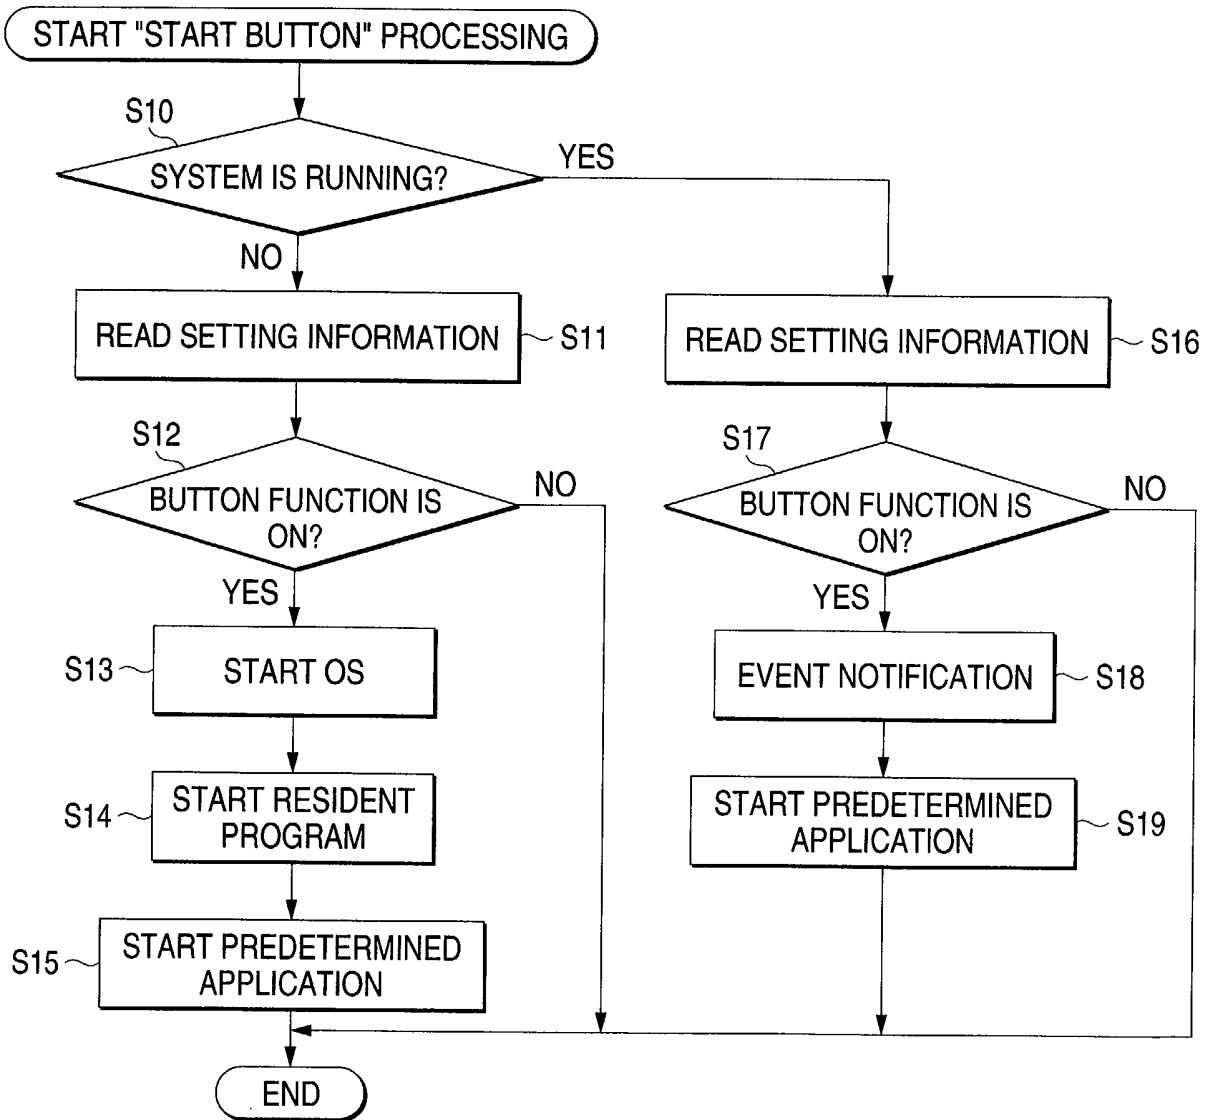 START "START BUTTON" PROCESSING
S10
SYSTEM IS RUNNING?
YES
NO
READ SETTING INFORMATION
S11
READ SETTING INFORMATION
S16
S12
BUTTON FUNCTION IS
ON?
NO
YES
S17
BUTTON FUNCTION IS
ON?
NO
YES
S13
START OS
EVENT NOTIFICATION
S18
S14
START RESIDENT
PROGRAM
START PREDETERMINED
APPLICATION
S19
S15
START PREDETERMINED
APPLICATION
END